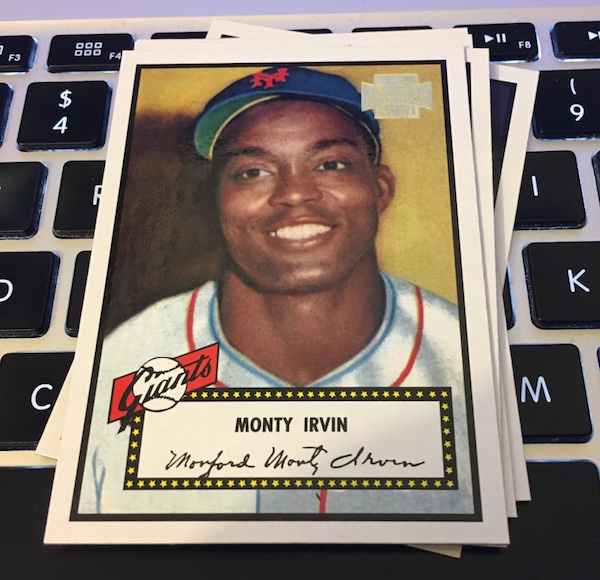 F3
F4
F8
$
4
(
9
R
I
D
K
C
M
NY
Giants
MONTY IRVIN
Monford Monty Irvin